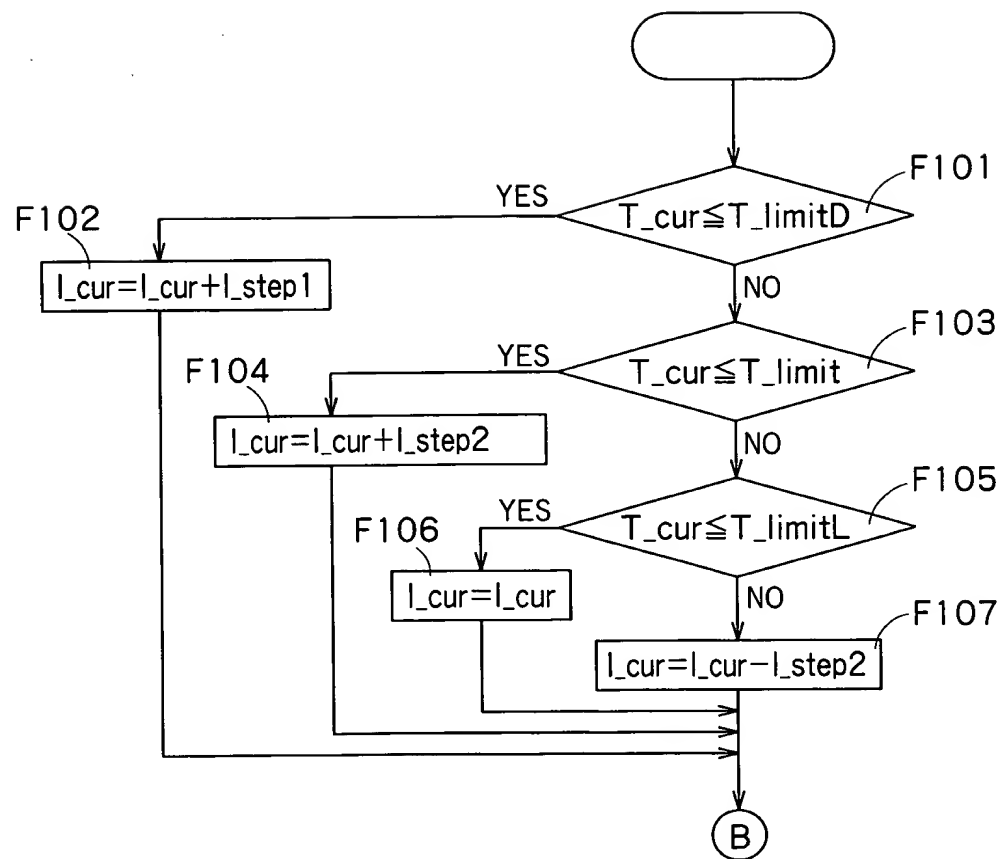 F101
T_cur≦T_limitD
YES
F102
I_cur=I_cur+I_step1
NO
F103
T_cur≦T_limit
YES
F104
I_cur=I_cur+I_step2
NO
F105
T_cur≦T_limitL
YES
F106
I_cur=I_cur
NO
F107
I_cur=I_cur−I_step2
B